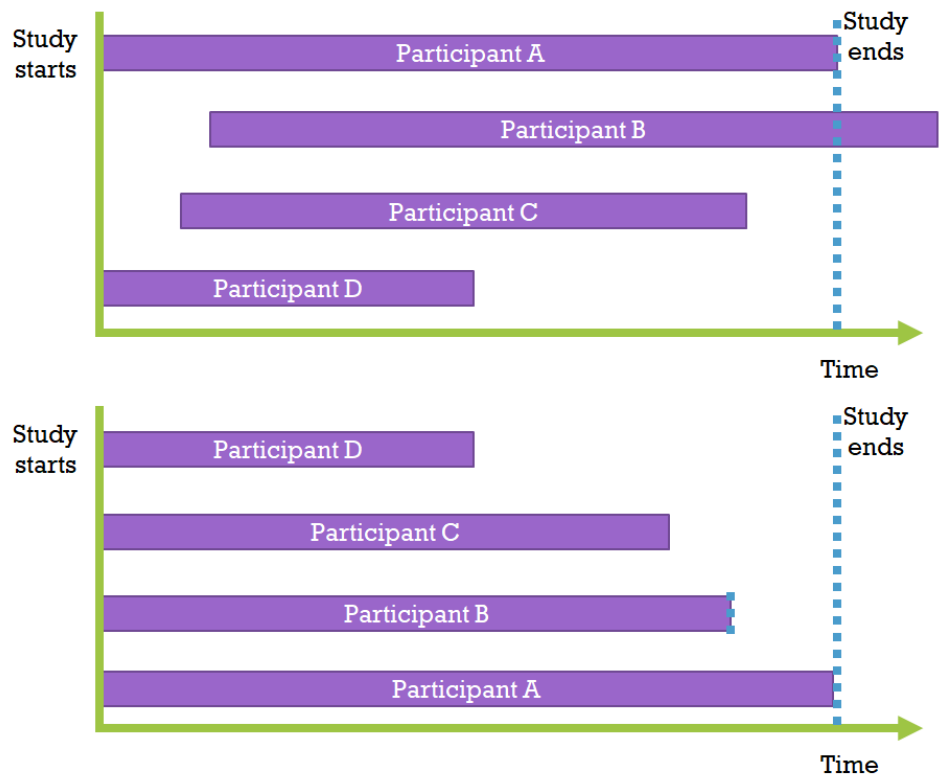 Study
starts
Study
ends
Participant A
Participant B
Participant C
Participant D
Time
Study
starts
Study
ends
Participant D
Participant C
Participant B
Participant A
Time